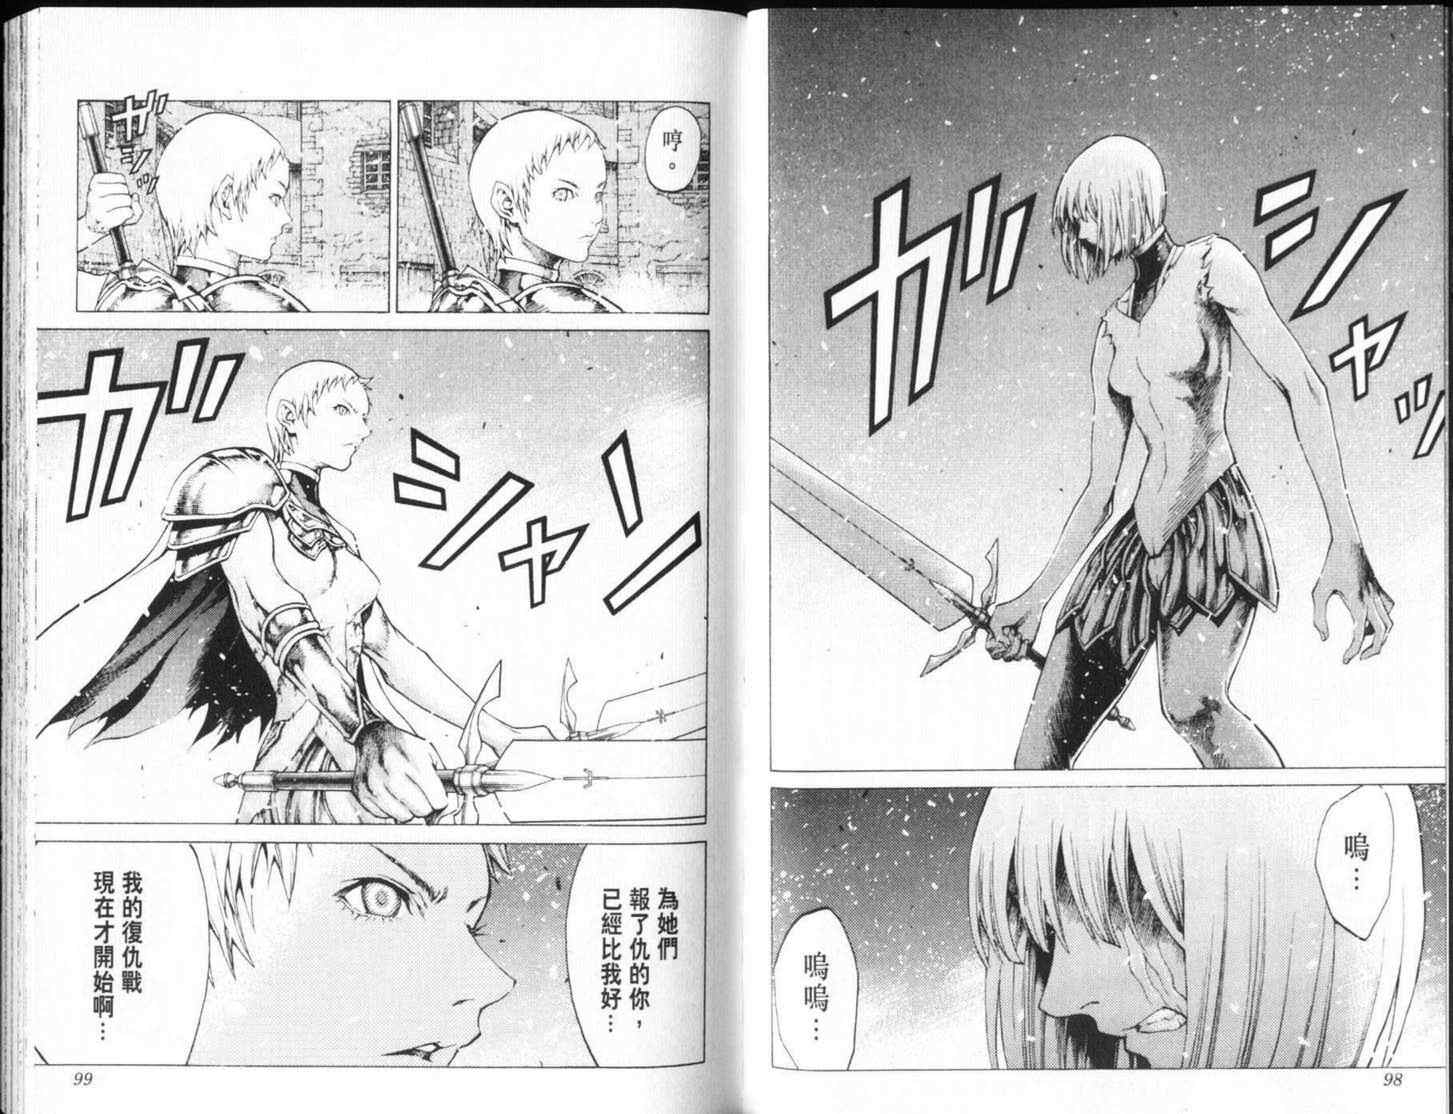 ガッシャッ
嗚…
嗚嗚…
98
哼。
ガシッ
ガッシャン
為她們
報了仇的你，
已經比我好…
我的復仇戰
現在才開始啊…
99